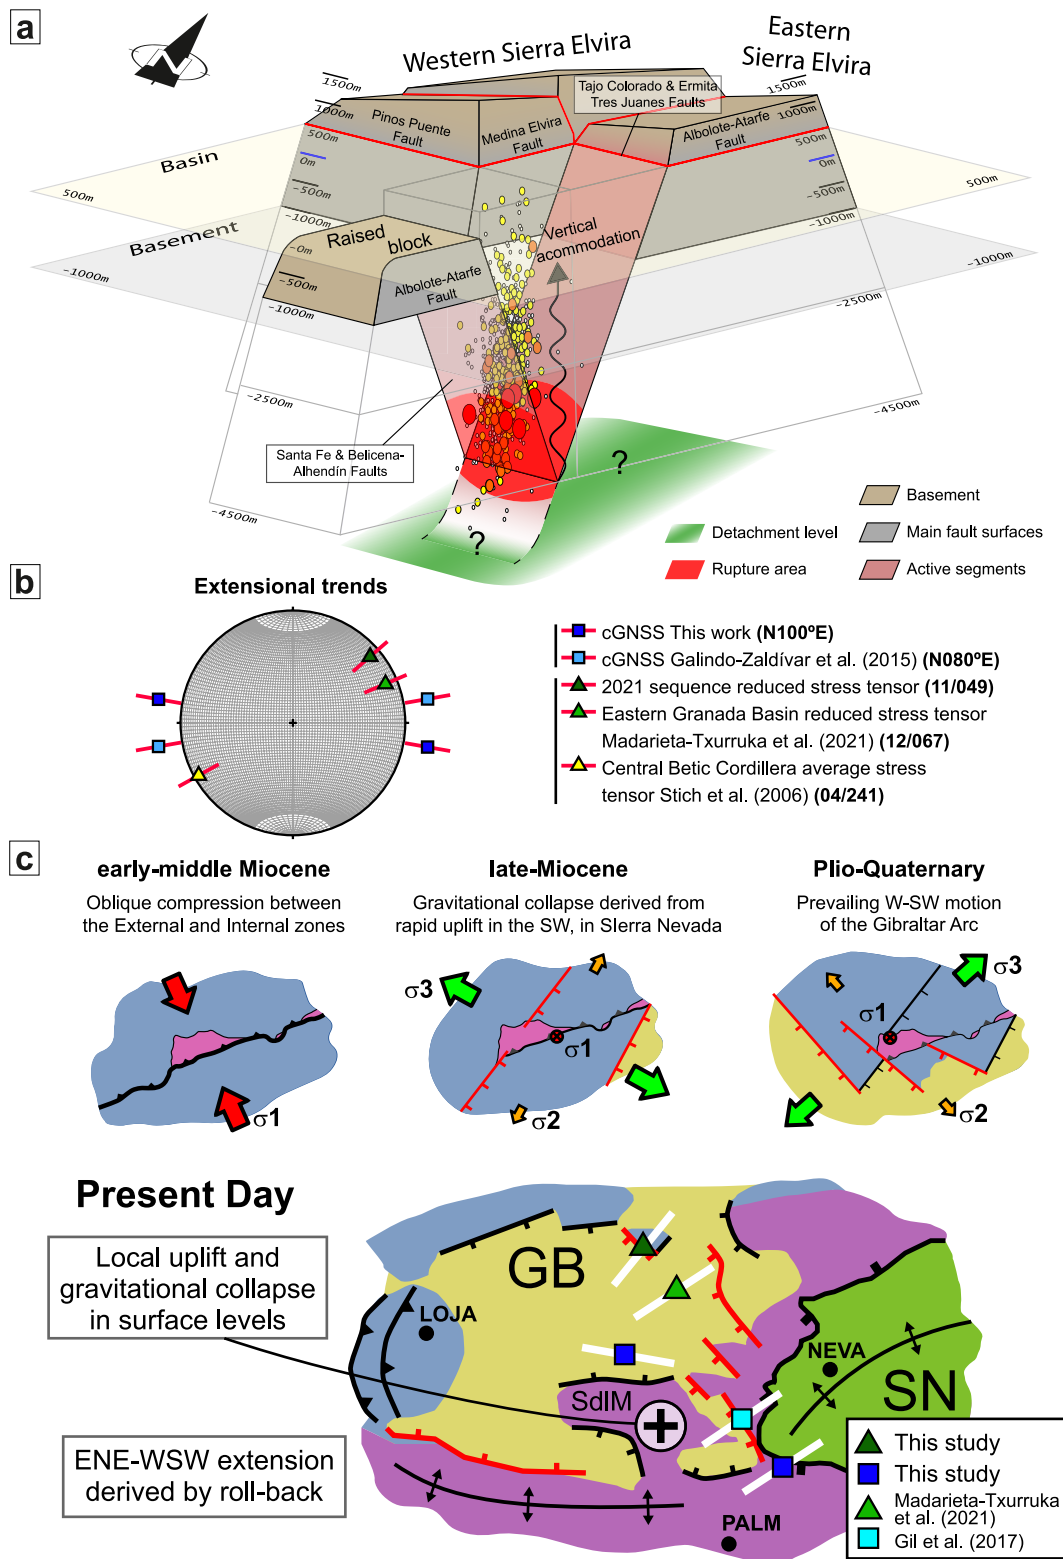 a
Western Sierra Elvira
Eastern
Sierra Elvira
1500m
1000m
500m
0m
-500m
-1000m
Pinos Puente
Fault
Medina Elvira
Fault
Tajo Colorado & Ermita
Tres Juanes Faults
Albolote-Atarfe
Fault
1500m
1000m
500m
0m
-500m
-1000m
Basin
500m
500m
Basement
-1000m
-1000m
Raised
block
-0m
-500m
-1000m
Albolote-Atarfe
Fault
Vertical
acommodation
-2500m
-2500m
-4500m
-4500m
Santa Fe & Belicena-
Alhendín Faults
?
?
Basement
Detachment level
Main fault surfaces
Rupture area
Active segments
b
Extensional trends
cGNSS This work (N100ºE)
cGNSS Galindo-Zaldívar et al. (2015) (N080ºE)
2021 sequence reduced stress tensor (11/049)
Eastern Granada Basin reduced stress tensor
Madarieta-Txurruka et al. (2021) (12/067)
Central Betic Cordillera average stress
tensor Stich et al. (2006) (04/241)
c
early-middle Miocene
Oblique compression between
the External and Internal zones
σ1
late-Miocene
Gravitational collapse derived from
rapid uplift in the SW, in SIerra Nevada
σ3
σ1
σ2
Plio-Quaternary
Prevailing W-SW motion
of the Gibraltar Arc
σ3
σ1
σ2
Present Day
Local uplift and
gravitational collapse
in surface levels
ENE-WSW extension
derived by roll-back
GB
LOJA
NEVA
SN
SdlM
PALM
This study
This study
Madarieta-Txurruka
et al. (2021)
Gil et al. (2017)